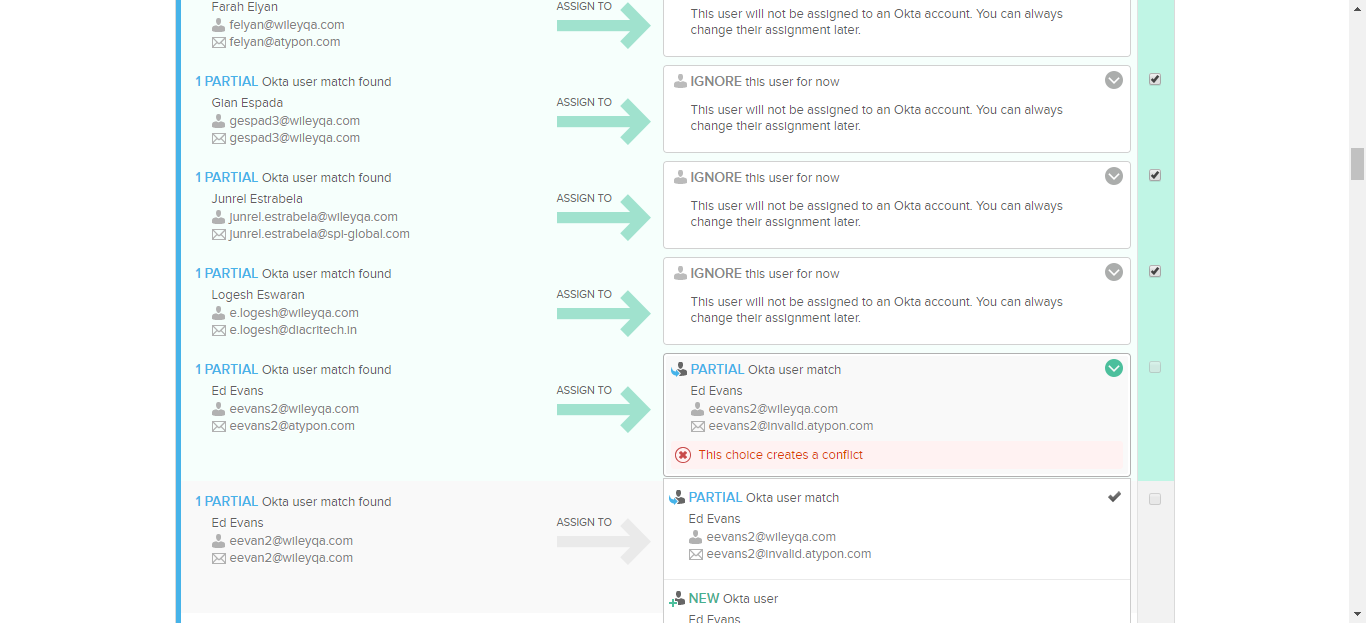 Farah Elyan
felyan@wileyqa.com
felyan@atypon.com
ASSIGN TO
This user will not be assigned to an Okta account. You can always
change their assignment later.
1 PARTIAL Okta user match found
Gian Espada
gespad3@wileyqa.com
gespad3@wileyqa.com
ASSIGN TO
IGNORE this user for now
This user will not be assigned to an Okta account. You can always
change their assignment later.
1 PARTIAL Okta user match found
Junrel Estrabela
junrel.estrabela@wileyqa.com
junrel.estrabela@spi-global.com
ASSIGN TO
IGNORE this user for now
This user will not be assigned to an Okta account. You can always
change their assignment later.
1 PARTIAL Okta user match found
Logesh Eswaran
e.logesh@wileyqa.com
e.logesh@diacritech.in
ASSIGN TO
IGNORE this user for now
This user will not be assigned to an Okta account. You can always
change their assignment later.
1 PARTIAL Okta user match found
Ed Evans
eevans2@wileyqa.com
eevans2@atypon.com
ASSIGN TO
PARTIAL Okta user match
Ed Evans
eevans2@wileyqa.com
eevans2@invalid.atypon.com
This choice creates a conflict
1 PARTIAL Okta user match found
Ed Evans
eevan2@wileyqa.com
eevan2@wileyqa.com
ASSIGN TO
PARTIAL Okta user match
Ed Evans
eevans2@wileyqa.com
eevans2@invalid.atypon.com
NEW Okta user
Ed Evans